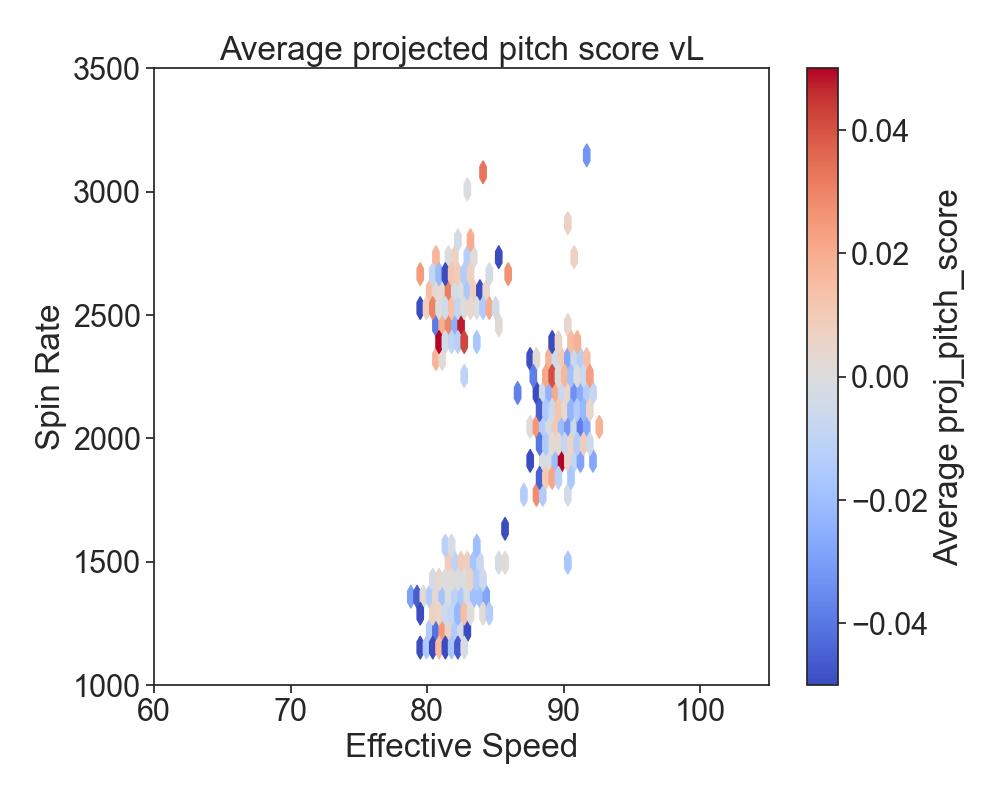 Average projected pitch score vL
3500
3000
2500
2000
1500
1000
Spin Rate
60 70 80 90 100
Effective Speed
0.04
0.02
0.00
−0.02
−0.04
Average proj_pitch_score